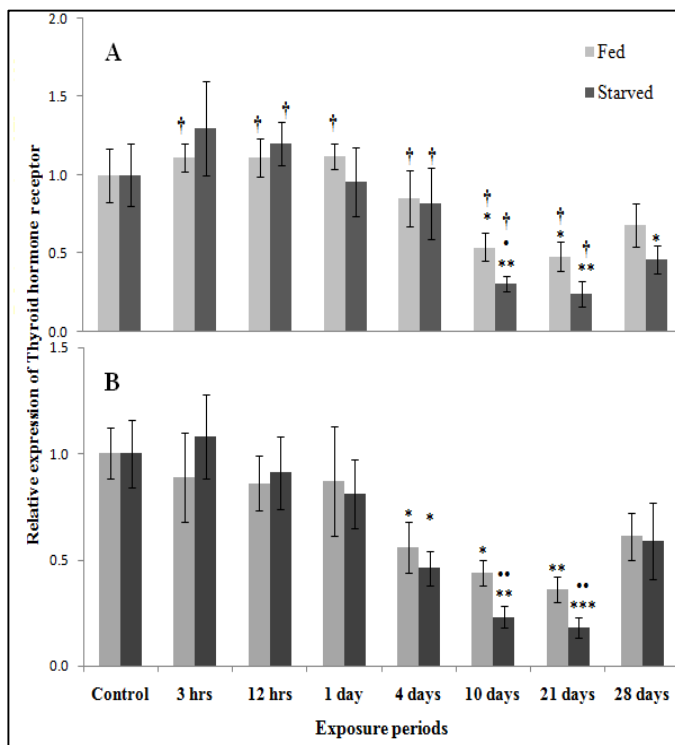 Relative expression of Thyroid hormone receptor
2.0
1.5
1.0
0.5
0.0
A
Fed
Starved
† † † † † † † † † †
* • ** * ** *
1.5
1.0
0.5
0.0
B
* * * •• ** ** •• ***
Control 3 hrs 12 hrs 1 day 4 days 10 days 21 days 28 days
Exposure periods